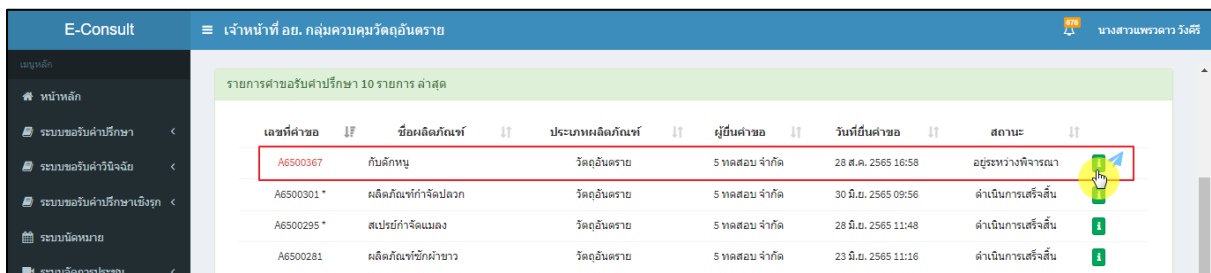 E-Consult
เจ้าหน้าที่ อย. กลุ่มควบคุมวัตถุอันตราย
676
นางสาวแพรวดาว วังคีรี
เมนูหลัก
หน้าหลัก
ระบบขอรับคำปรึกษา
ระบบขอรับคำวินิจฉัย
ระบบขอรับคำปรึกษาเชิงรุก
ระบบนัดหมาย
ระบบจัดการประชุม
รายการคำขอรับคำปรึกษา 10 รายการ ล่าสุด
เลขที่คำขอ ชื่อผลิตภัณฑ์ ประเภทผลิตภัณฑ์ ผู้ยื่นคำขอ วันที่ยื่นคำขอ สถานะ
A6500367 กับดักหนู วัตถุอันตราย 5 ทดสอบ จำกัด 28 ส.ค. 2565 16:58 อยู่ระหว่างพิจารณา
A6500301 * ผลิตภัณฑ์กำจัดปลวก วัตถุอันตราย 5 ทดสอบ จำกัด 30 มิ.ย. 2565 09:56 ดำเนินการเสร็จสิ้น
A6500295 * สเปรย์กำจัดแมลง วัตถุอันตราย 5 ทดสอบ จำกัด 28 มิ.ย. 2565 11:48 ดำเนินการเสร็จสิ้น
A6500281 ผลิตภัณฑ์ซักผ้าขาว วัตถุอันตราย 5 ทดสอบ จำกัด 23 มิ.ย. 2565 11:16 ดำเนินการเสร็จสิ้น